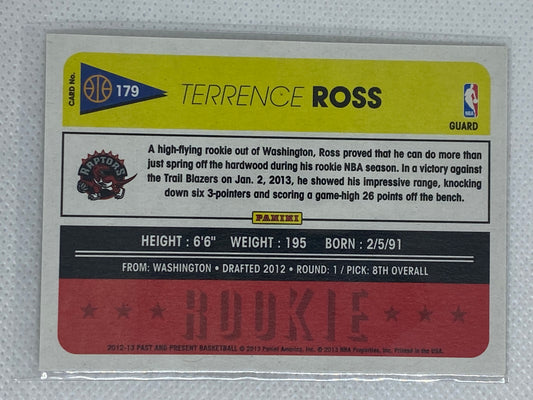 CARD No.
179
TERRENCE ROSS
NBA
GUARD
RAPTORS
A high-flying rookie out of Washington, Ross proved that he can do more than
just spring off the hardwood during his rookie NBA season. In a victory against
the Trail Blazers on Jan. 2, 2013, he showed his impressive range, knocking
down six 3-pointers and scoring a game-high 26 points off the bench.
PANINI
HEIGHT : 6'6" WEIGHT : 195 BORN : 2/5/91
FROM: WASHINGTON • DRAFTED 2012 • ROUND: 1 / PICK: 8TH OVERALL
ROOKIE
2012-13 PAST AND PRESENT BASKETBALL © 2013 Panini America, Inc. © 2013 NBA Properties, Inc. Printed in the USA.